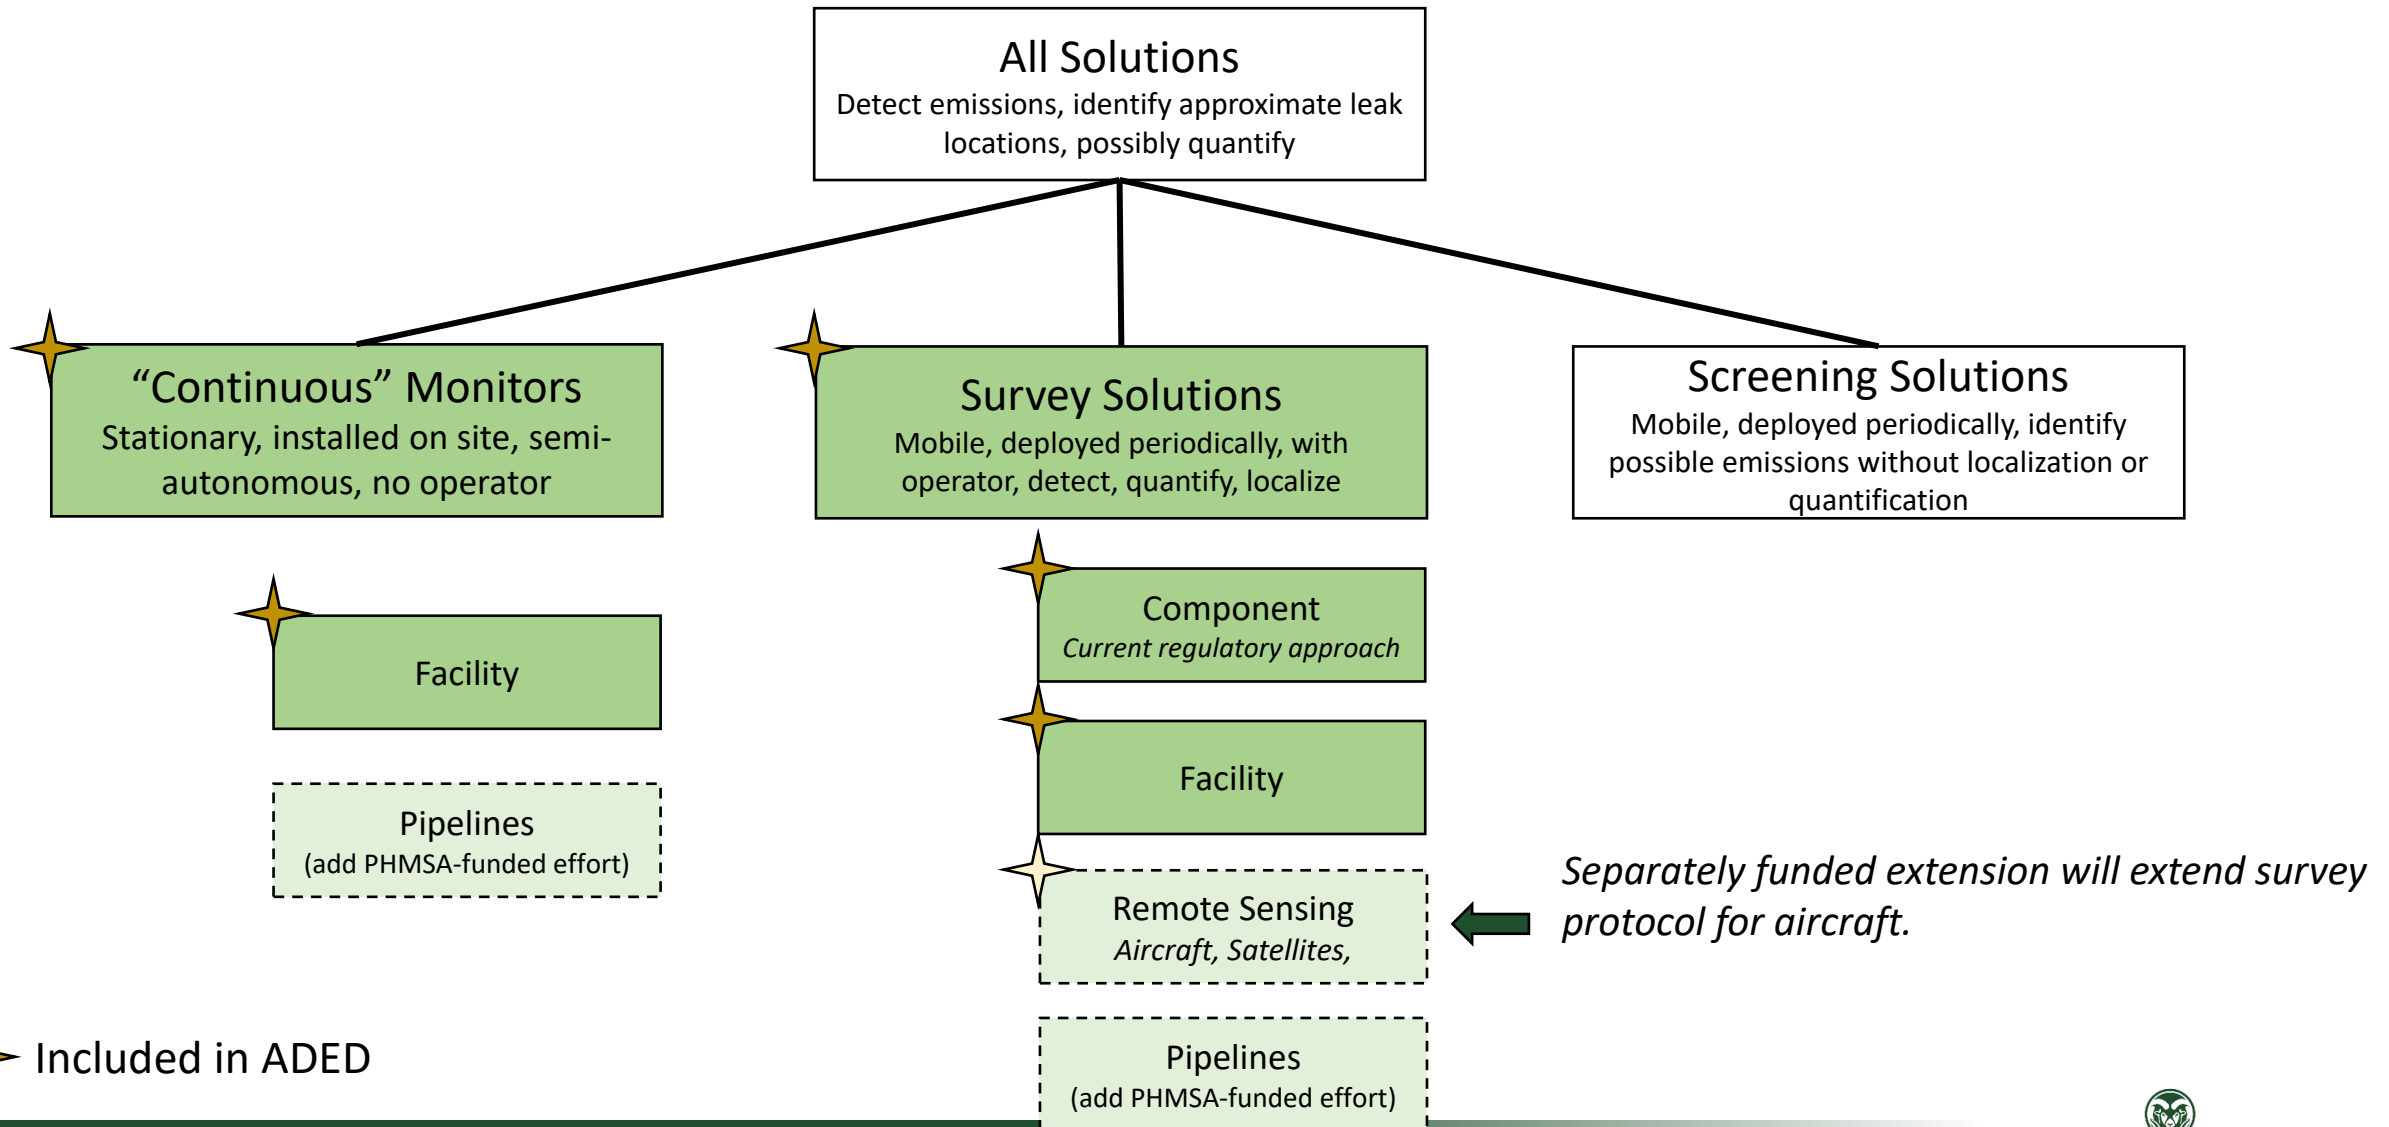 All Solutions
Detect emissions, identify approximate leak
locations, possibly quantify
“Continuous” Monitors
Stationary, installed on site, semi-
autonomous, no operator
Survey Solutions
Mobile, deployed periodically, with
operator, detect, quantify, localize
Screening Solutions
Mobile, deployed periodically, identify
possible emissions without localization or
quantification
Facility
Pipelines
(add PHMSA-funded effort)
Component
Current regulatory approach
Facility
Remote Sensing
Aircraft, Satellites,
Separately funded extension will extend survey
protocol for aircraft.
Pipelines
(add PHMSA-funded effort)
Included in ADED